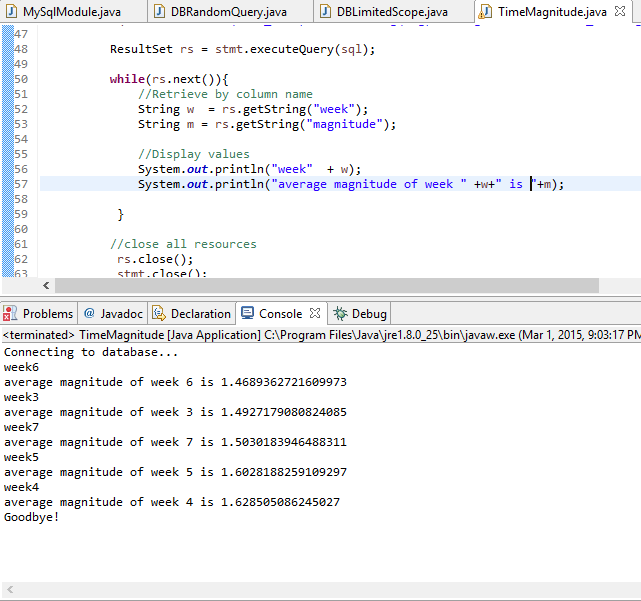 MySqlModule.java DBRandomQuery.java DBLimitedScope.java TimeMagnitude.java
47
48 ResultSet rs = stmt.executeQuery(sql);
49
50 while(rs.next()){
51 //Retrieve by column name
52 String w  = rs.getString("week");
53 String m = rs.getString("magnitude");
54
55 //Display values
56 System.out.println("week"  + w);
57 System.out.println("average magnitude of week " +w+" is "+m);
58
59 }
60
61 //close all resources
62 rs.close();
63 stmt.close();
Problems @ Javadoc Declaration Console Debug
<terminated> TimeMagnitude [Java Application] C:\Program Files\Java\jre1.8.0_25\bin\javaw.exe (Mar 1, 2015, 9:03:17 PM
Connecting to database...
week6
average magnitude of week 6 is 1.4689362721609973
week3
average magnitude of week 3 is 1.4927179080824085
week7
average magnitude of week 7 is 1.5030183946488311
week5
average magnitude of week 5 is 1.6028188259109297
week4
average magnitude of week 4 is 1.628505086245027
Goodbye!